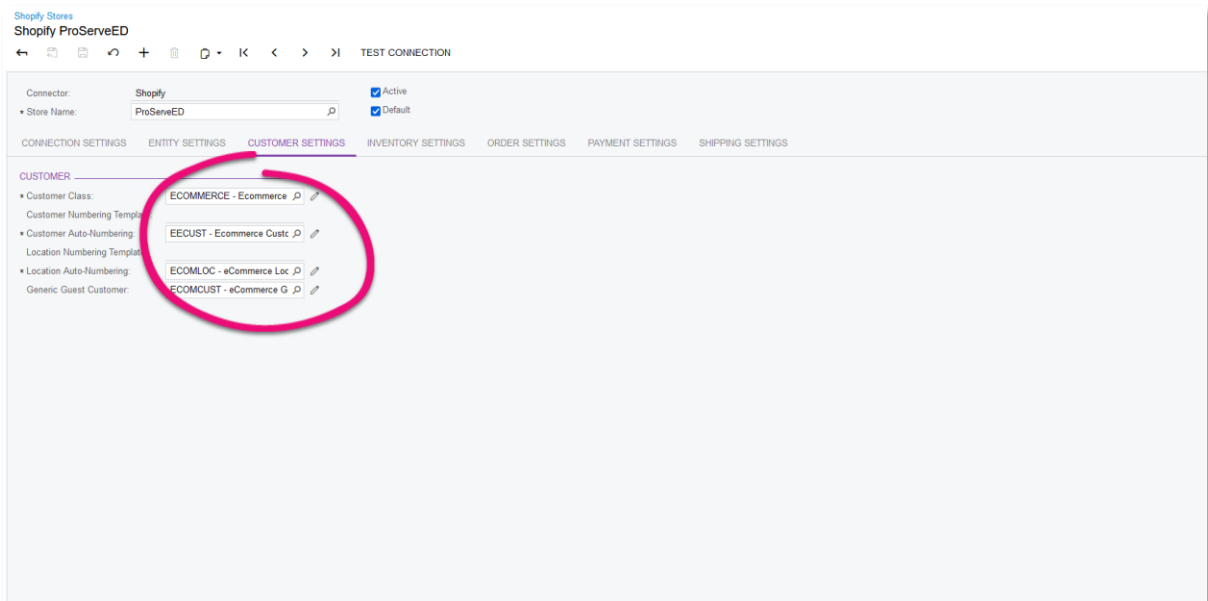 Shopify Stores
Shopify ProServeED
TEST CONNECTION
Connector: Shopify Active
* Store Name: ProServeED Default
CONNECTION SETTINGS ENTITY SETTINGS CUSTOMER SETTINGS INVENTORY SETTINGS ORDER SETTINGS PAYMENT SETTINGS SHIPPING SETTINGS
CUSTOMER
* Customer Class: ECOMMERCE - Ecommerce
Customer Numbering Templa
* Customer Auto-Numbering: EECUST - Ecommerce Custc
Location Numbering Templat
* Location Auto-Numbering: ECOMLOC - eCommerce Loc
Generic Guest Customer: ECOMCUST - eCommerce G